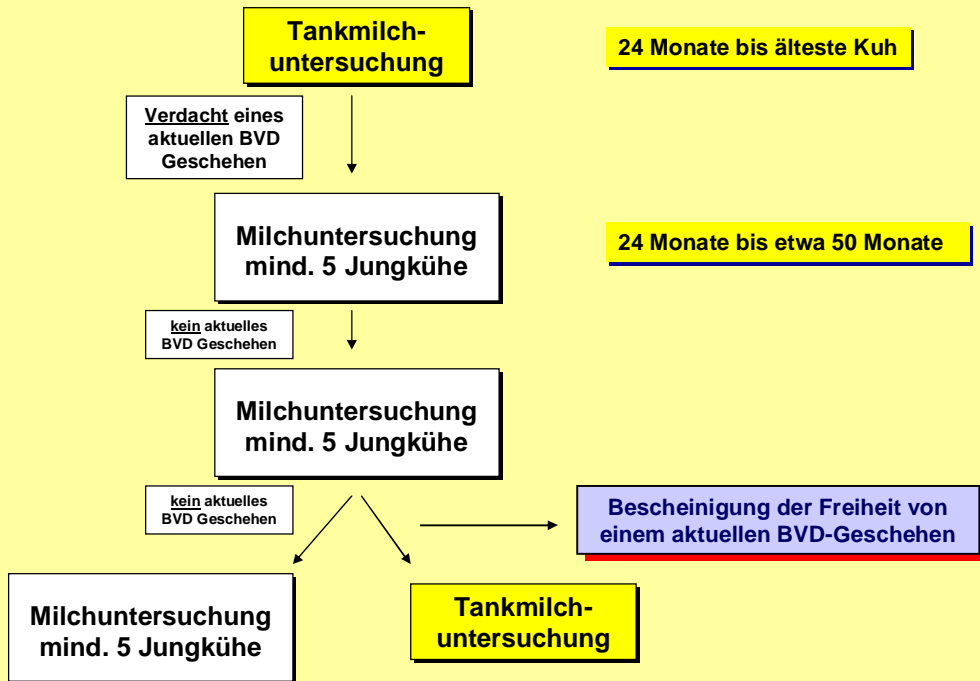 Tankmilch-
untersuchung
24 Monate bis älteste Kuh
Verdacht eines
aktuellen BVD
Geschehen
Milchuntersuchung
mind. 5 Jungkühe
24 Monate bis etwa 50 Monate
kein aktuelles
BVD Geschehen
Milchuntersuchung
mind. 5 Jungkühe
kein aktuelles
BVD Geschehen
Bescheinigung der Freiheit von
einem aktuellen BVD-Geschehen
Milchuntersuchung
mind. 5 Jungkühe
Tankmilch-
untersuchung